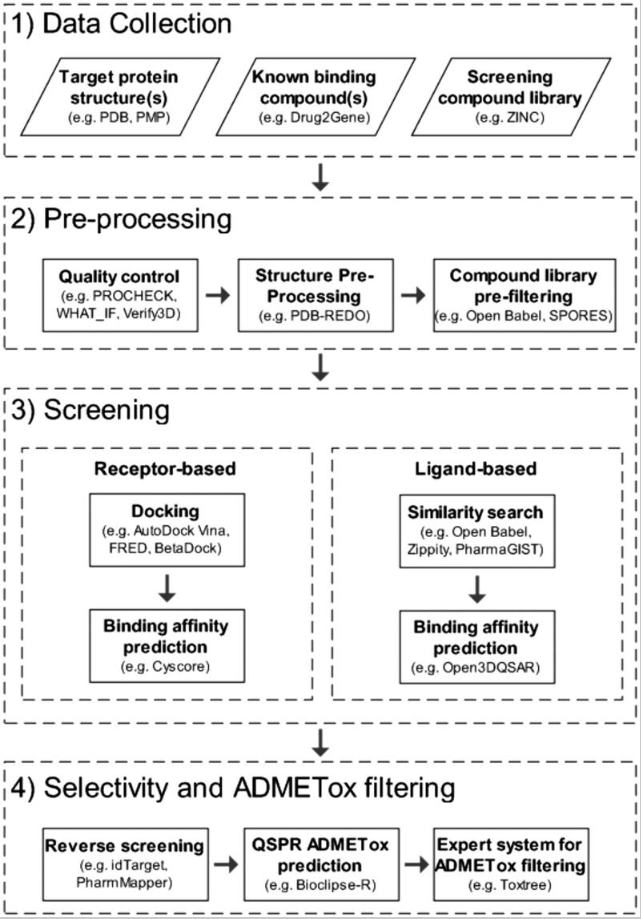 1) Data Collection
Target protein
structure(s)
(e.g. PDB, PMP)
Known binding
compound(s)
(e.g. Drug2Gene)
Screening
compound library
(e.g. ZINC)
2) Pre-processing
Quality control
(e.g. PROCHECK,
WHAT_IF, Verify3D)
Structure Pre-
Processing
(e.g. PDB-REDO)
Compound library
pre-filtering
(e.g. Open Babel, SPORES)
3) Screening
Receptor-based
Docking
(e.g. AutoDock Vina,
FRED, BetaDock)
Binding affinity
prediction
(e.g. Cyscore)
Ligand-based
Similarity search
(e.g. Open Babel,
Zippity, PharmaGIST)
Binding affinity
prediction
(e.g. Open3DQSAR)
4) Selectivity and ADMETox filtering
Reverse screening
(e.g. idTarget,
PharmMapper)
QSPR ADMETox
prediction
(e.g. Bioclipse-R)
Expert system for
ADMETox filtering
(e.g. Toxtree)